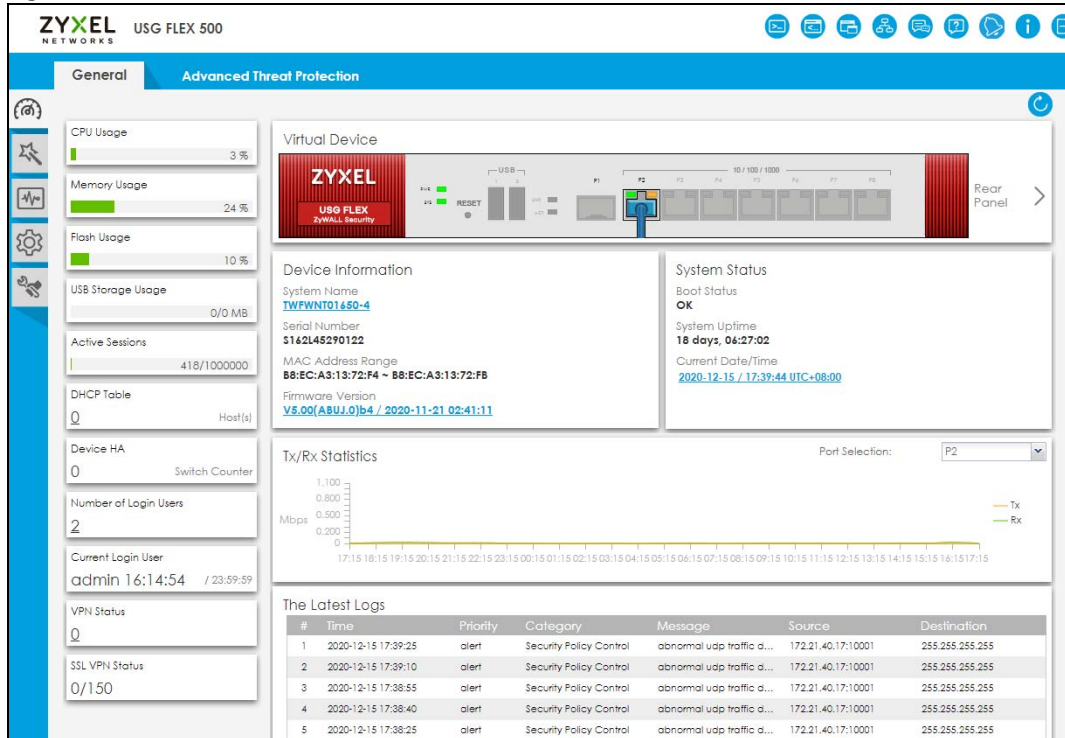 ZYXEL
NETWORKS
USG FLEX 500
General
Advanced Threat Protection
CPU Usage
3 %
Memory Usage
24 %
Flash Usage
10 %
USB Storage Usage
0/0 MB
Active Sessions
418/1000000
DHCP Table
0 Host(s)
Device HA
0 Switch Counter
Number of Login Users
2
Current Login User
admin 16:14:54 / 23:59:59
VPN Status
0
SSL VPN Status
0/150
Virtual Device
ZYXEL
USG FLEX
ZyWALL Security
PWR
SYS
RESET
USB
1 2
P1 P2 P3 P4 P5 P6 P7 P8
10 / 100 / 1000
Rear
Panel
Device Information
System Name
TWFWNT01650-4
Serial Number
S162L45290122
MAC Address Range
B8:EC:A3:13:72:F4 ~ B8:EC:A3:13:72:FB
Firmware Version
V5.00(ABUJ.0)b4 / 2020-11-21 02:41:11
System Status
Boot Status
OK
System Uptime
18 days, 06:27:02
Current Date/Time
2020-12-15 / 17:39:44 UTC+08:00
Tx/Rx Statistics
Port Selection: P2
1.100
0.800
0.500
0.200
0
Mbps
Tx
Rx
17:15 18:15 19:15 20:15 21:15 22:15 23:15 00:15 01:15 02:15 03:15 04:15 05:15 06:15 07:15 08:15 09:15 10:15 11:15 12:15 13:15 14:15 15:15 16:15 17:15
The Latest Logs
# Time Priority Category Message Source Destination
1 2020-12-15 17:39:25 alert Security Policy Control abnormal udp traffic d... 172.21.40.17:10001 255.255.255.255
2 2020-12-15 17:39:10 alert Security Policy Control abnormal udp traffic d... 172.21.40.17:10001 255.255.255.255
3 2020-12-15 17:38:55 alert Security Policy Control abnormal udp traffic d... 172.21.40.17:10001 255.255.255.255
4 2020-12-15 17:38:40 alert Security Policy Control abnormal udp traffic d... 172.21.40.17:10001 255.255.255.255
5 2020-12-15 17:38:25 alert Security Policy Control abnormal udp traffic d... 172.21.40.17:10001 255.255.255.255